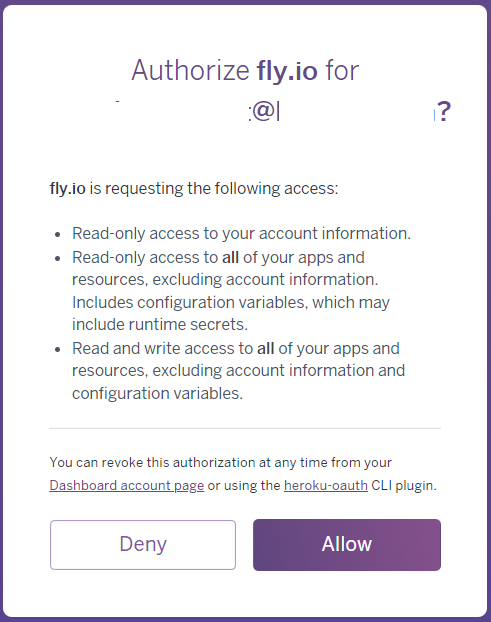 Authorize fly.io for
:@ ?
fly.io is requesting the following access:
• Read-only access to your account information.
• Read-only access to all of your apps and
resources, excluding account information.
Includes configuration variables, which may
include runtime secrets.
• Read and write access to all of your apps and
resources, excluding account information and
configuration variables.
You can revoke this authorization at any time from your
Dashboard account page or using the heroku-oauth CLI plugin.
Deny
Allow